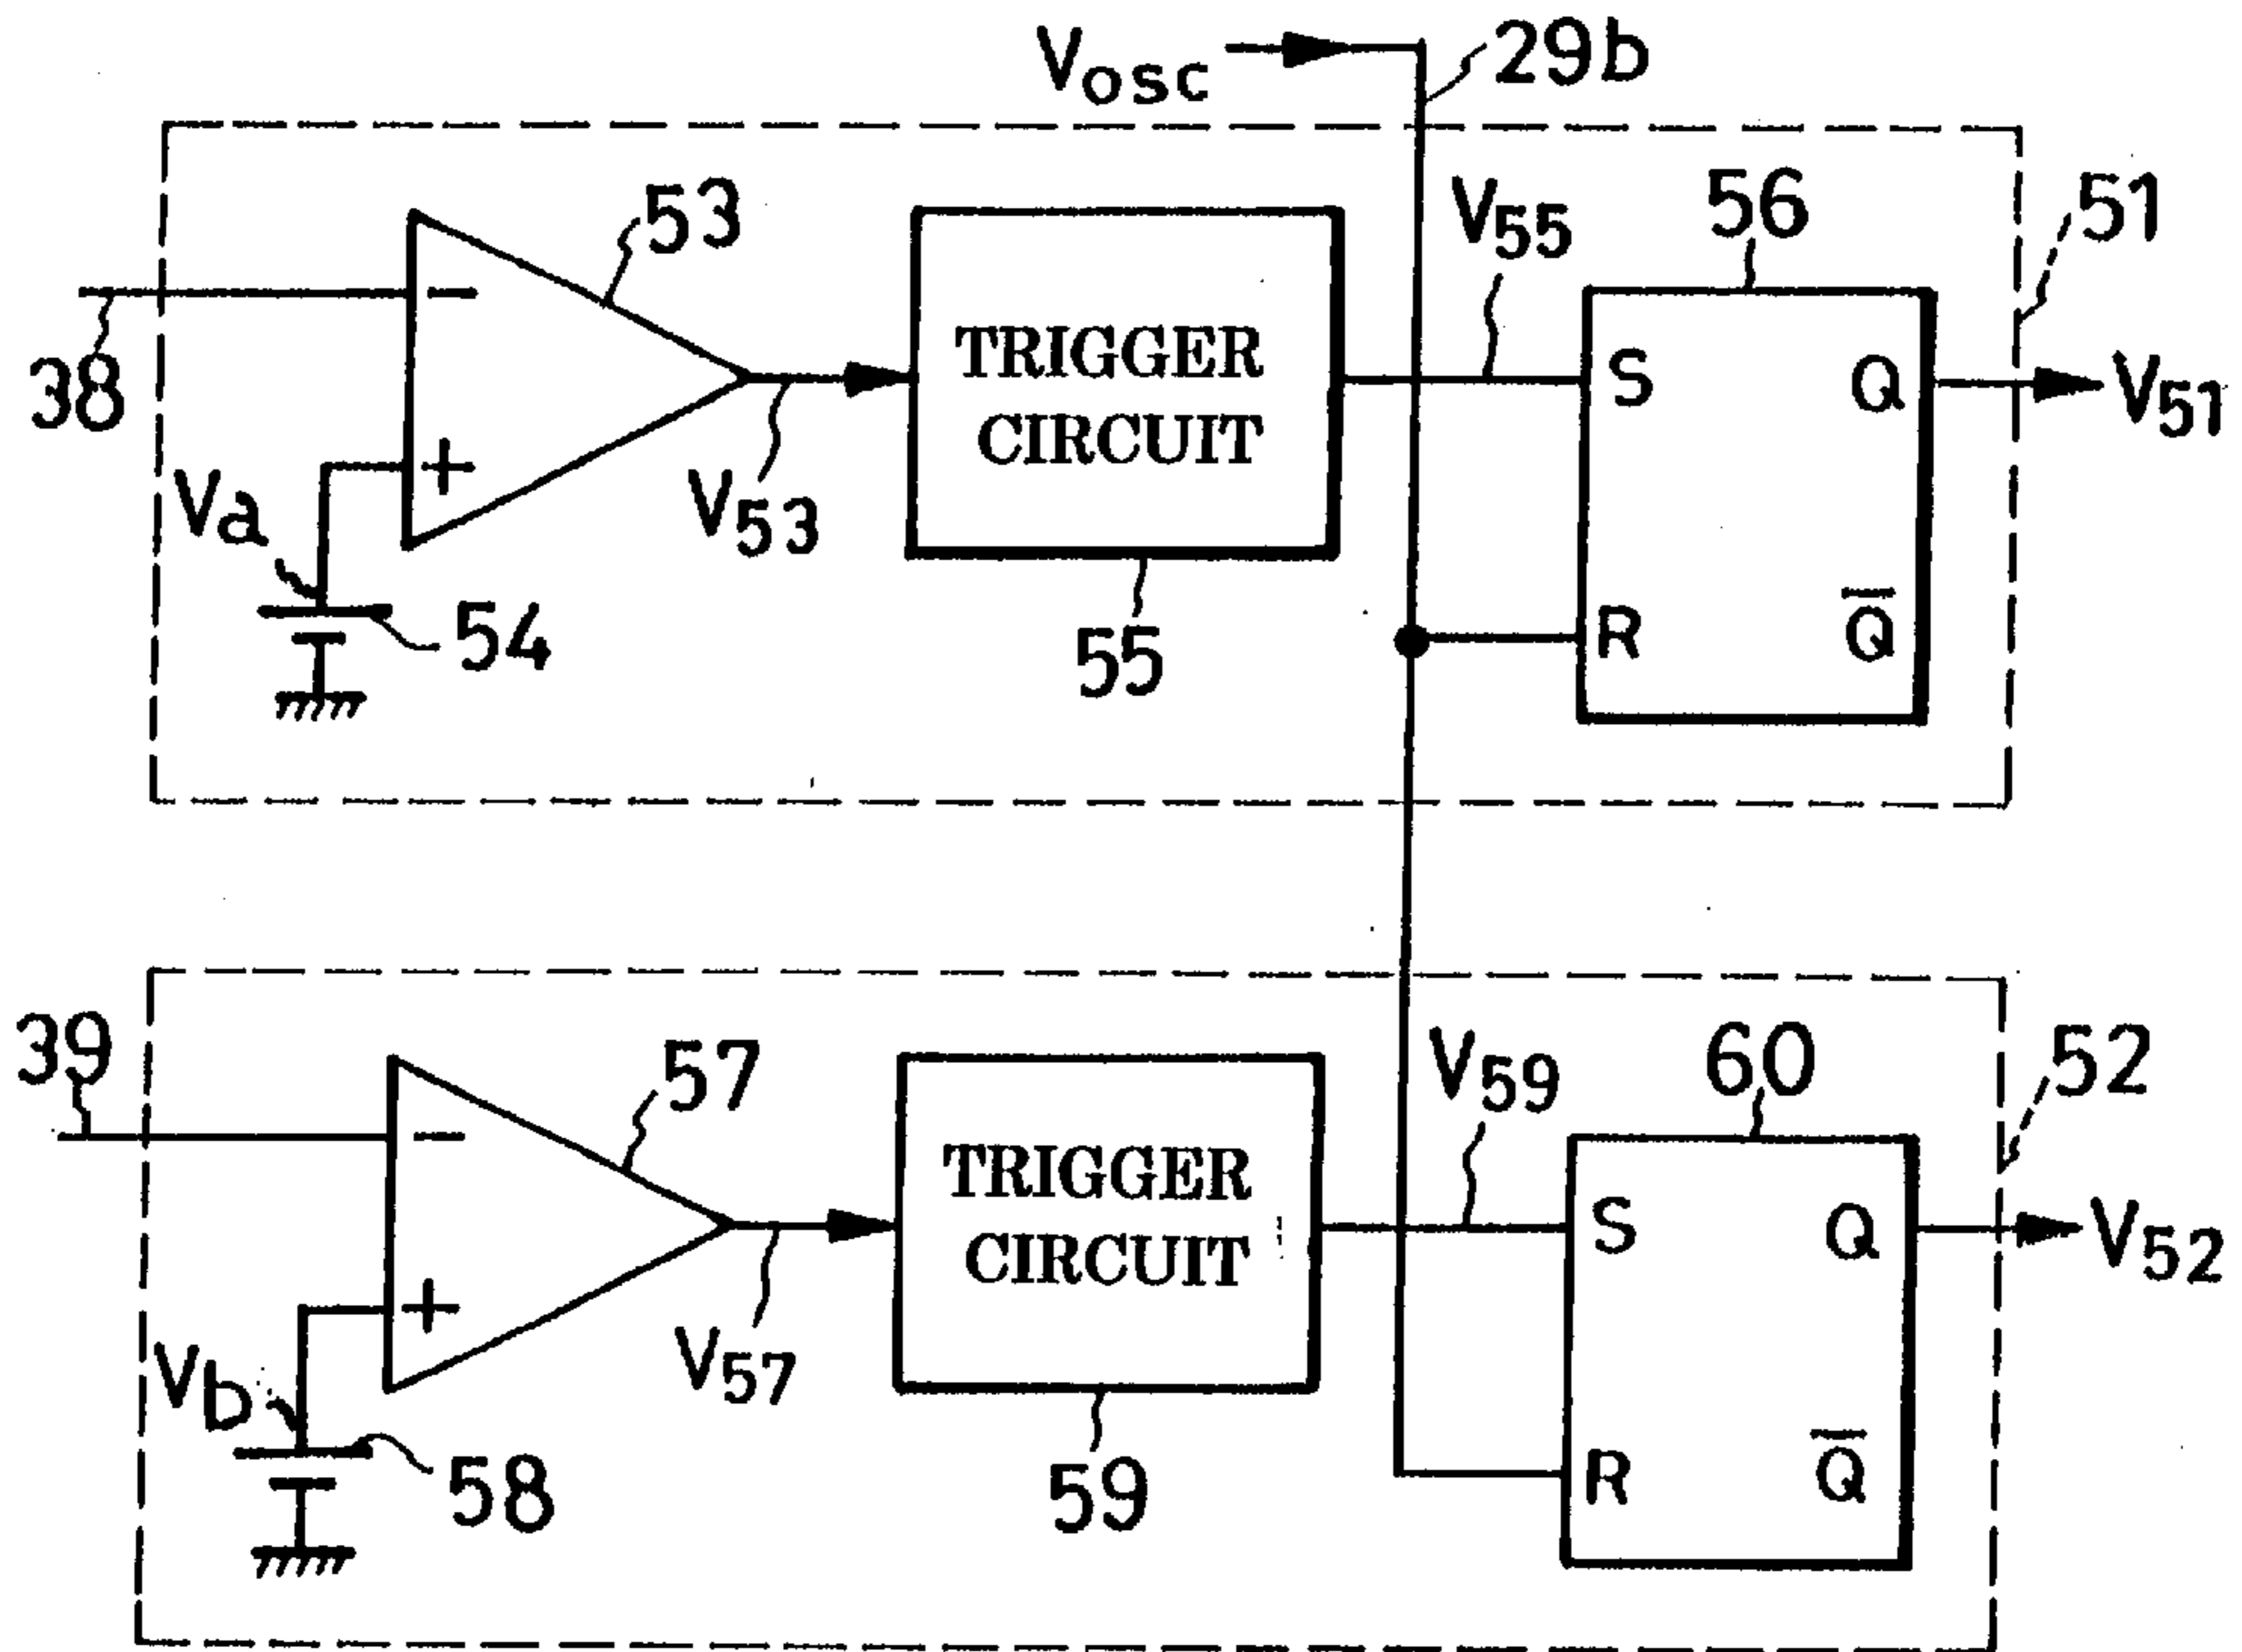 Vosc
29b
53
V55
56
51
−
38
TRIGGER
CIRCUIT
S
Q
V51
+
Va
V53
54
55
R
Q̅
39
57
V59
60
52
−
TRIGGER
CIRCUIT
S
Q
V52
+
Vb
V57
58
59
R
Q̅